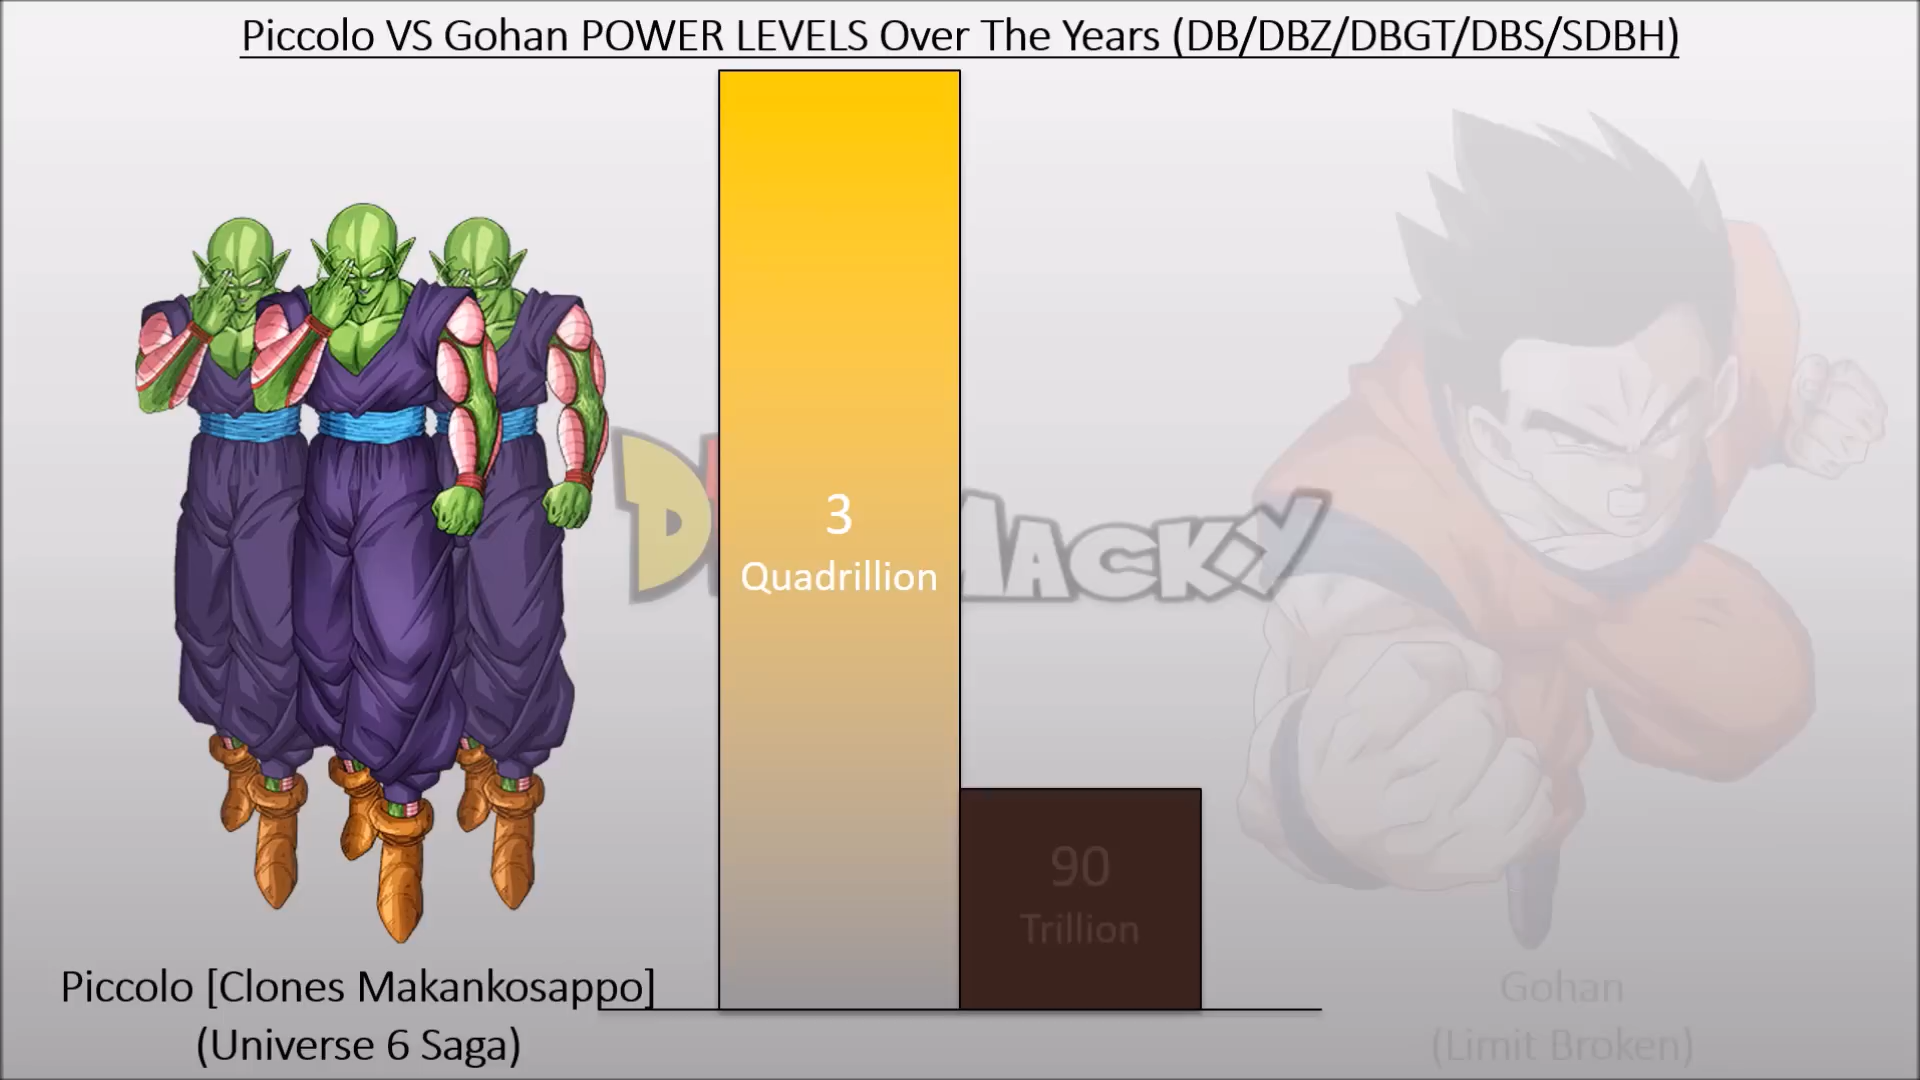 Piccolo VS Gohan POWER LEVELS Over The Years (DB/DBZ/DBGT/DBS/SDBH)
3
Quadrillion
MACKY
90
Trillion
Piccolo [Clones Makankosappo]
(Universe 6 Saga)
Gohan
(Limit Broken)